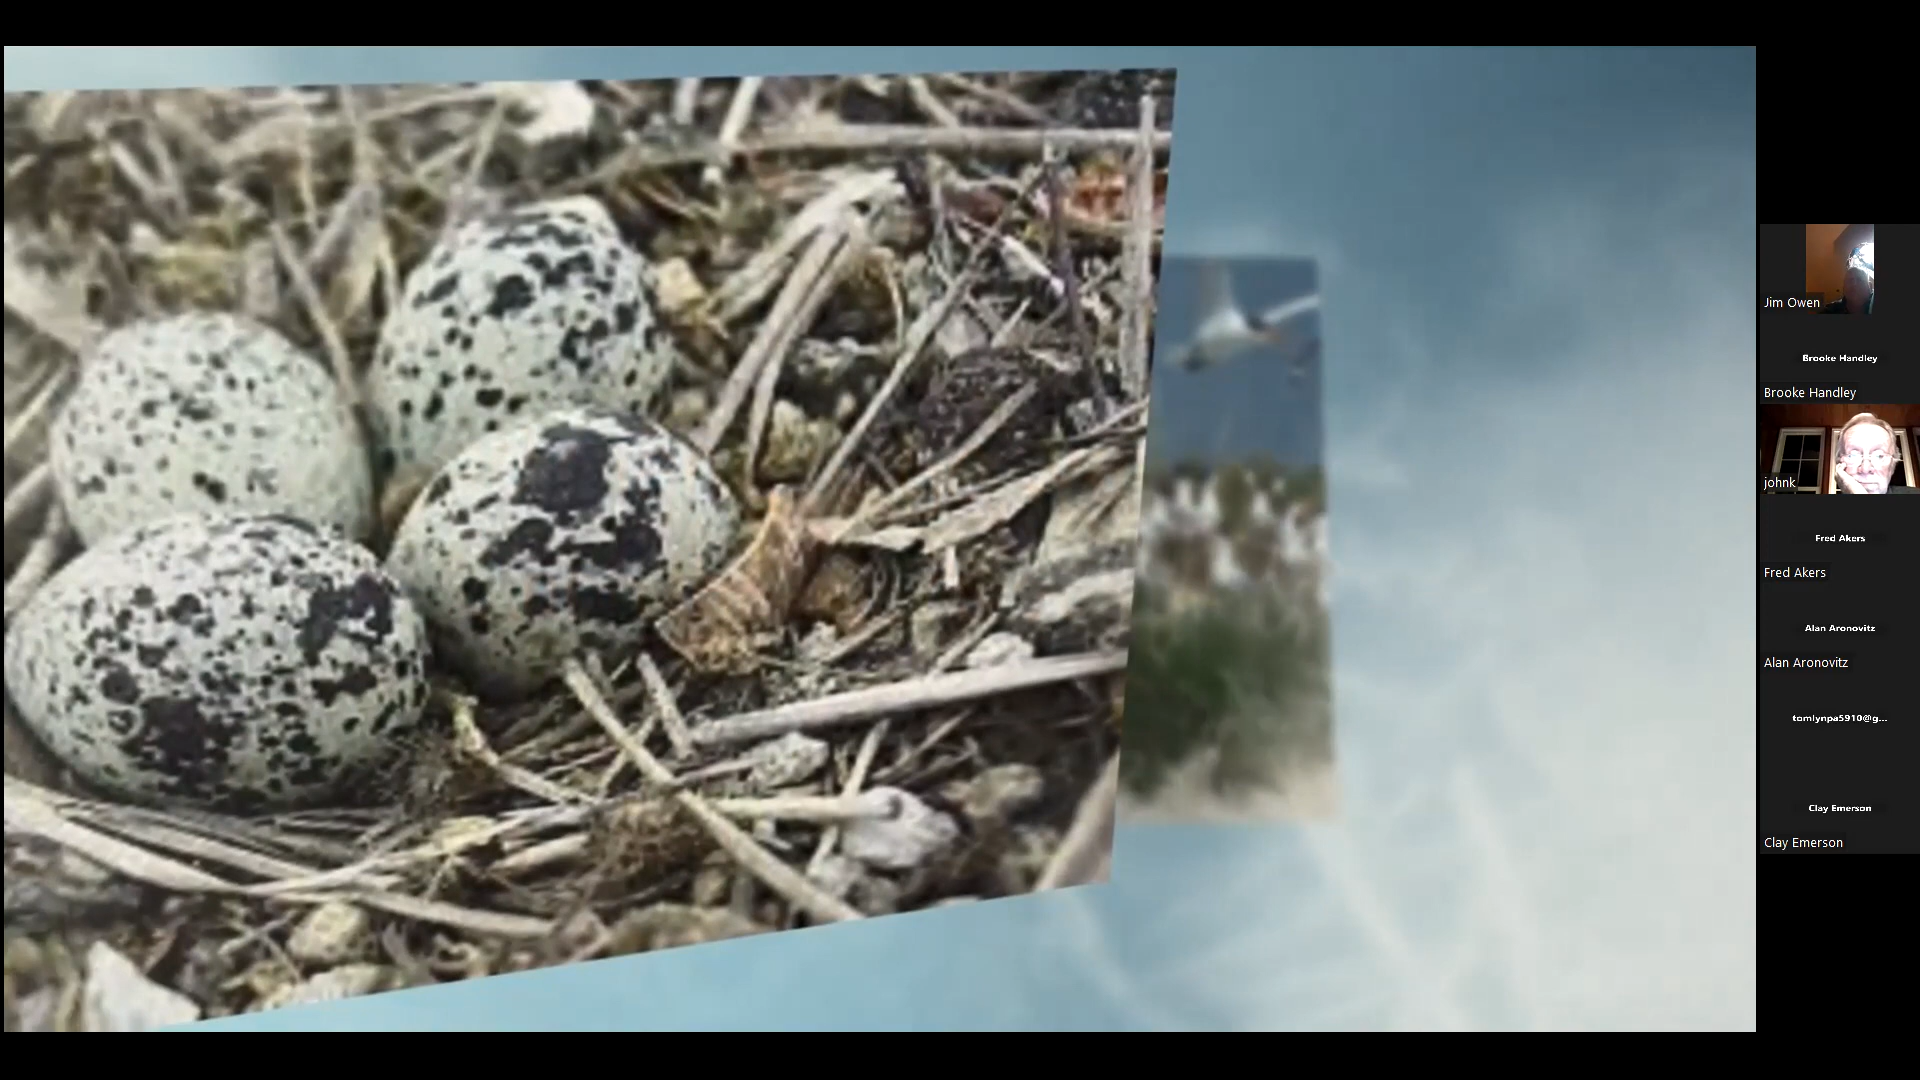 Jim Owen
Brooke Handley
Brooke Handley
johnk
Fred Akers
Fred Akers
Alan Aronovitz
Alan Aronovitz
tomlynpa5910@g...
Clay Emerson
Clay Emerson